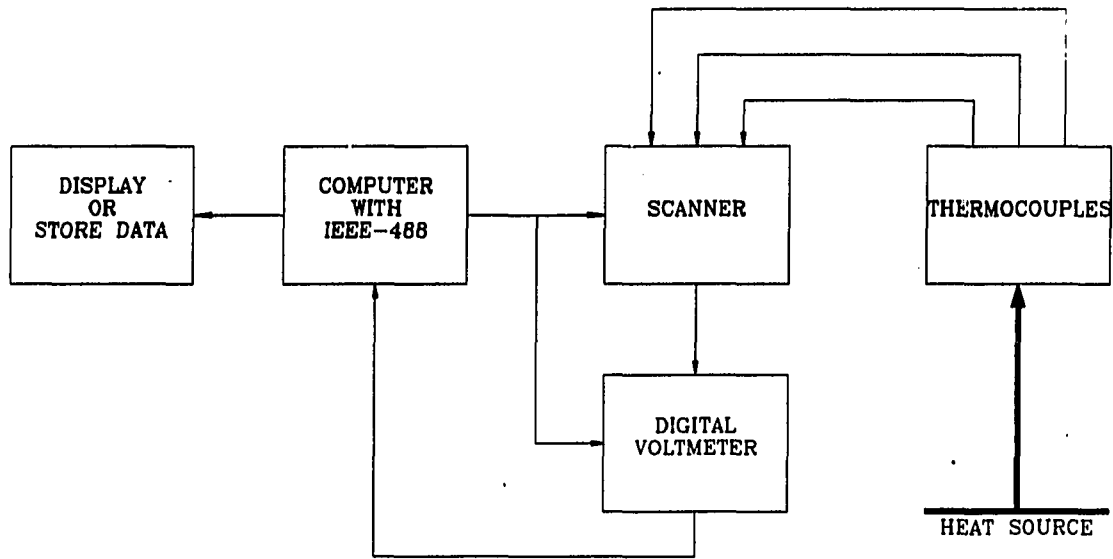 DISPLAY
OR
STORE DATA
COMPUTER
WITH
IEEE-488
SCANNER
THERMOCOUPLES
DIGITAL
VOLTMETER
HEAT SOURCE